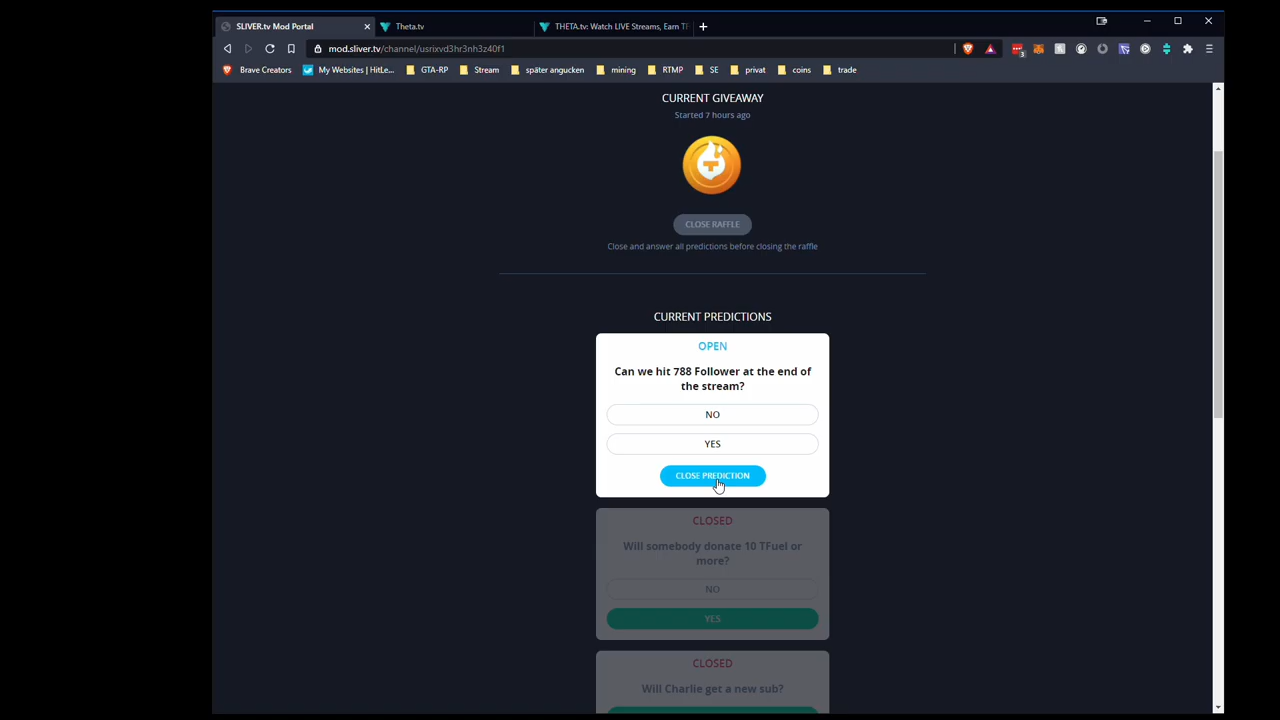 SLIVER.tv Mod Portal
Theta.tv
THETA.tv: Watch LIVE Streams, Earn TF
mod.sliver.tv/channel/usrixvd3hr3nh3z40f1
3
Brave Creators
My Websites | HitLe...
GTA-RP
Stream
später angucken
mining
RTMP
SE
privat
coins
trade
CURRENT GIVEAWAY
Started 7 hours ago
CLOSE RAFFLE
Close and answer all predictions before closing the raffle
CURRENT PREDICTIONS
OPEN
Can we hit 788 Follower at the end of
the stream?
NO
YES
CLOSE PREDICTION
CLOSED
Will somebody donate 10 TFuel or
more?
NO
YES
CLOSED
Will Charlie get a new sub?